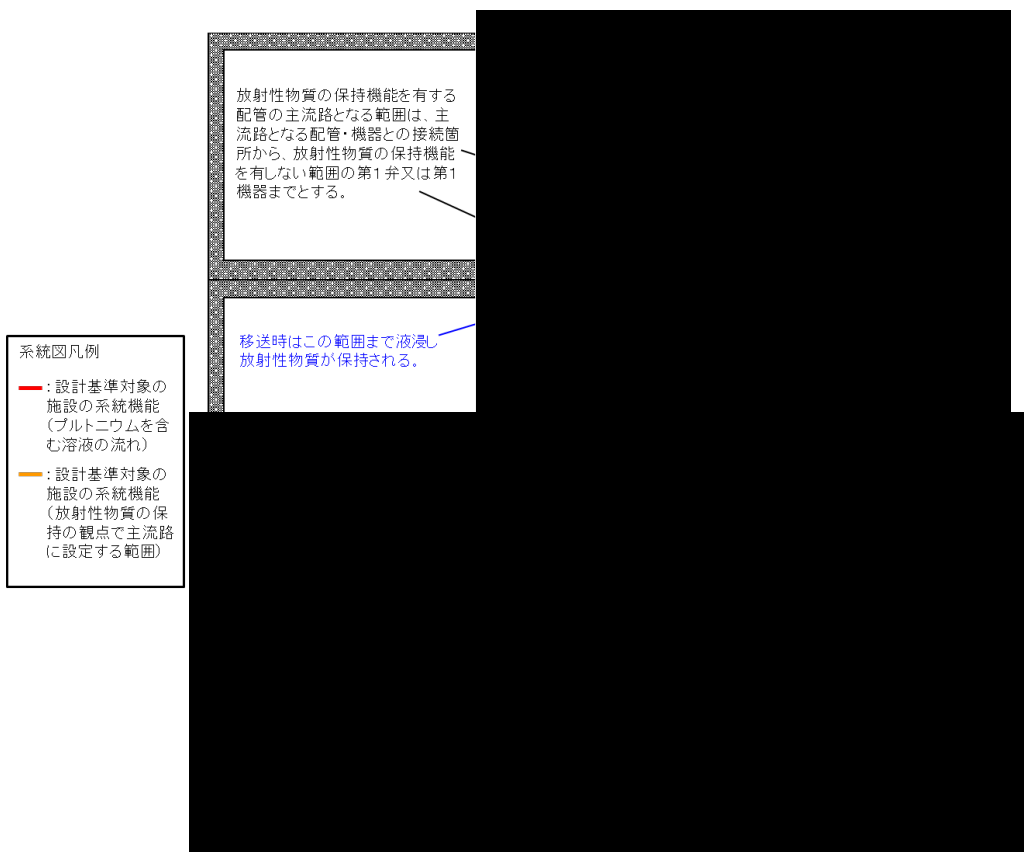 放射性物質の保持機能を有する
配管の主流路となる範囲は、主
流路となる配管・機器との接続箇
所から、放射性物質の保持機能
を有しない範囲の第1弁又は第1
機器までとする。
移送時はこの範囲まで液浸し
放射性物質が保持される。
系統図凡例
：設計基準対象の
施設の系統機能
（プルトニウムを含
む溶液の流れ）
：設計基準対象の
施設の系統機能
（放射性物質の保
持の観点で主流路
に設定する範囲）